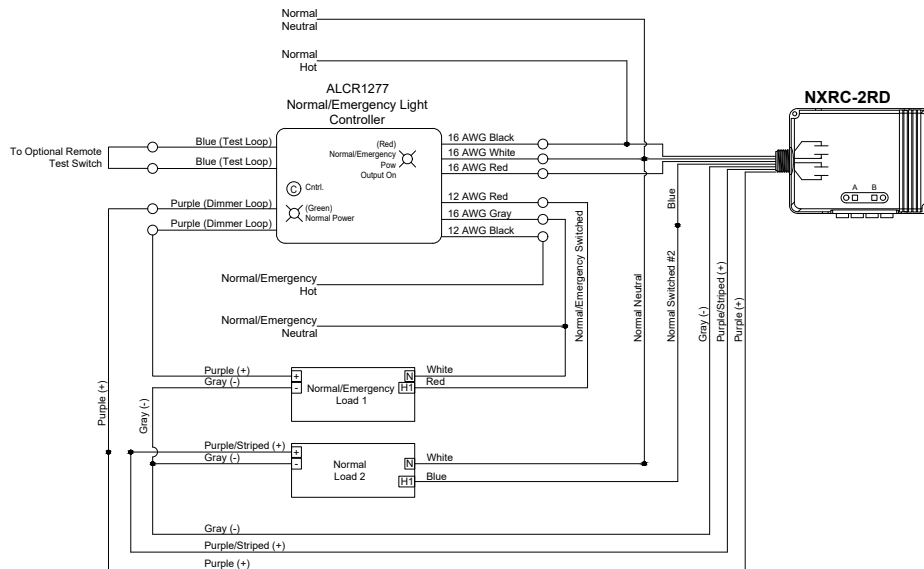 Normal
Neutral
Normal
Hot
ALCR1277
Normal/Emergency Light
Controller
NXRC-2RD
To Optional Remote
Test Switch
Blue (Test Loop)
Blue (Test Loop)
Purple (Dimmer Loop)
Purple (Dimmer Loop)
(Red)
Normal/Emergency
Pow
Output On
C Cntrl.
(Green)
Normal Power
16 AWG Black
16 AWG White
16 AWG Red
12 AWG Red
16 AWG Gray
12 AWG Black
A B
Blue
Normal/Emergency
Hot
Normal/Emergency
Neutral
Normal/Emergency Switched
Normal Neutral
Normal Switched #2
Gray (-)
Purple/Striped (+)
Purple (+)
Purple (+)
Gray (-)
Purple (+)
Gray (-)
+
-
Normal/Emergency
Load 1
N
H1
White
Red
Purple/Striped (+)
Gray (-)
+
-
Normal
Load 2
N
H1
White
Blue
Gray (-)
Purple/Striped (+)
Purple (+)